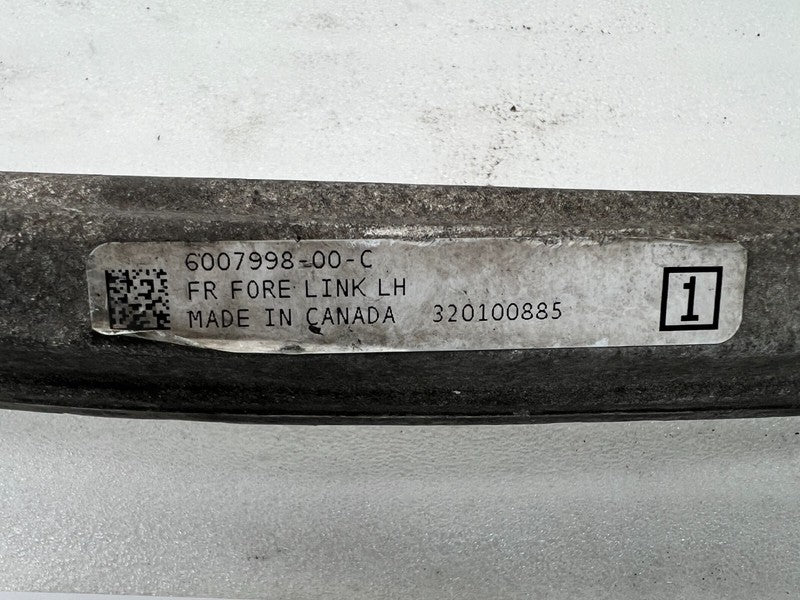 6007998-00-C
FR FORE LINK LH
MADE IN CANADA 320100885
1